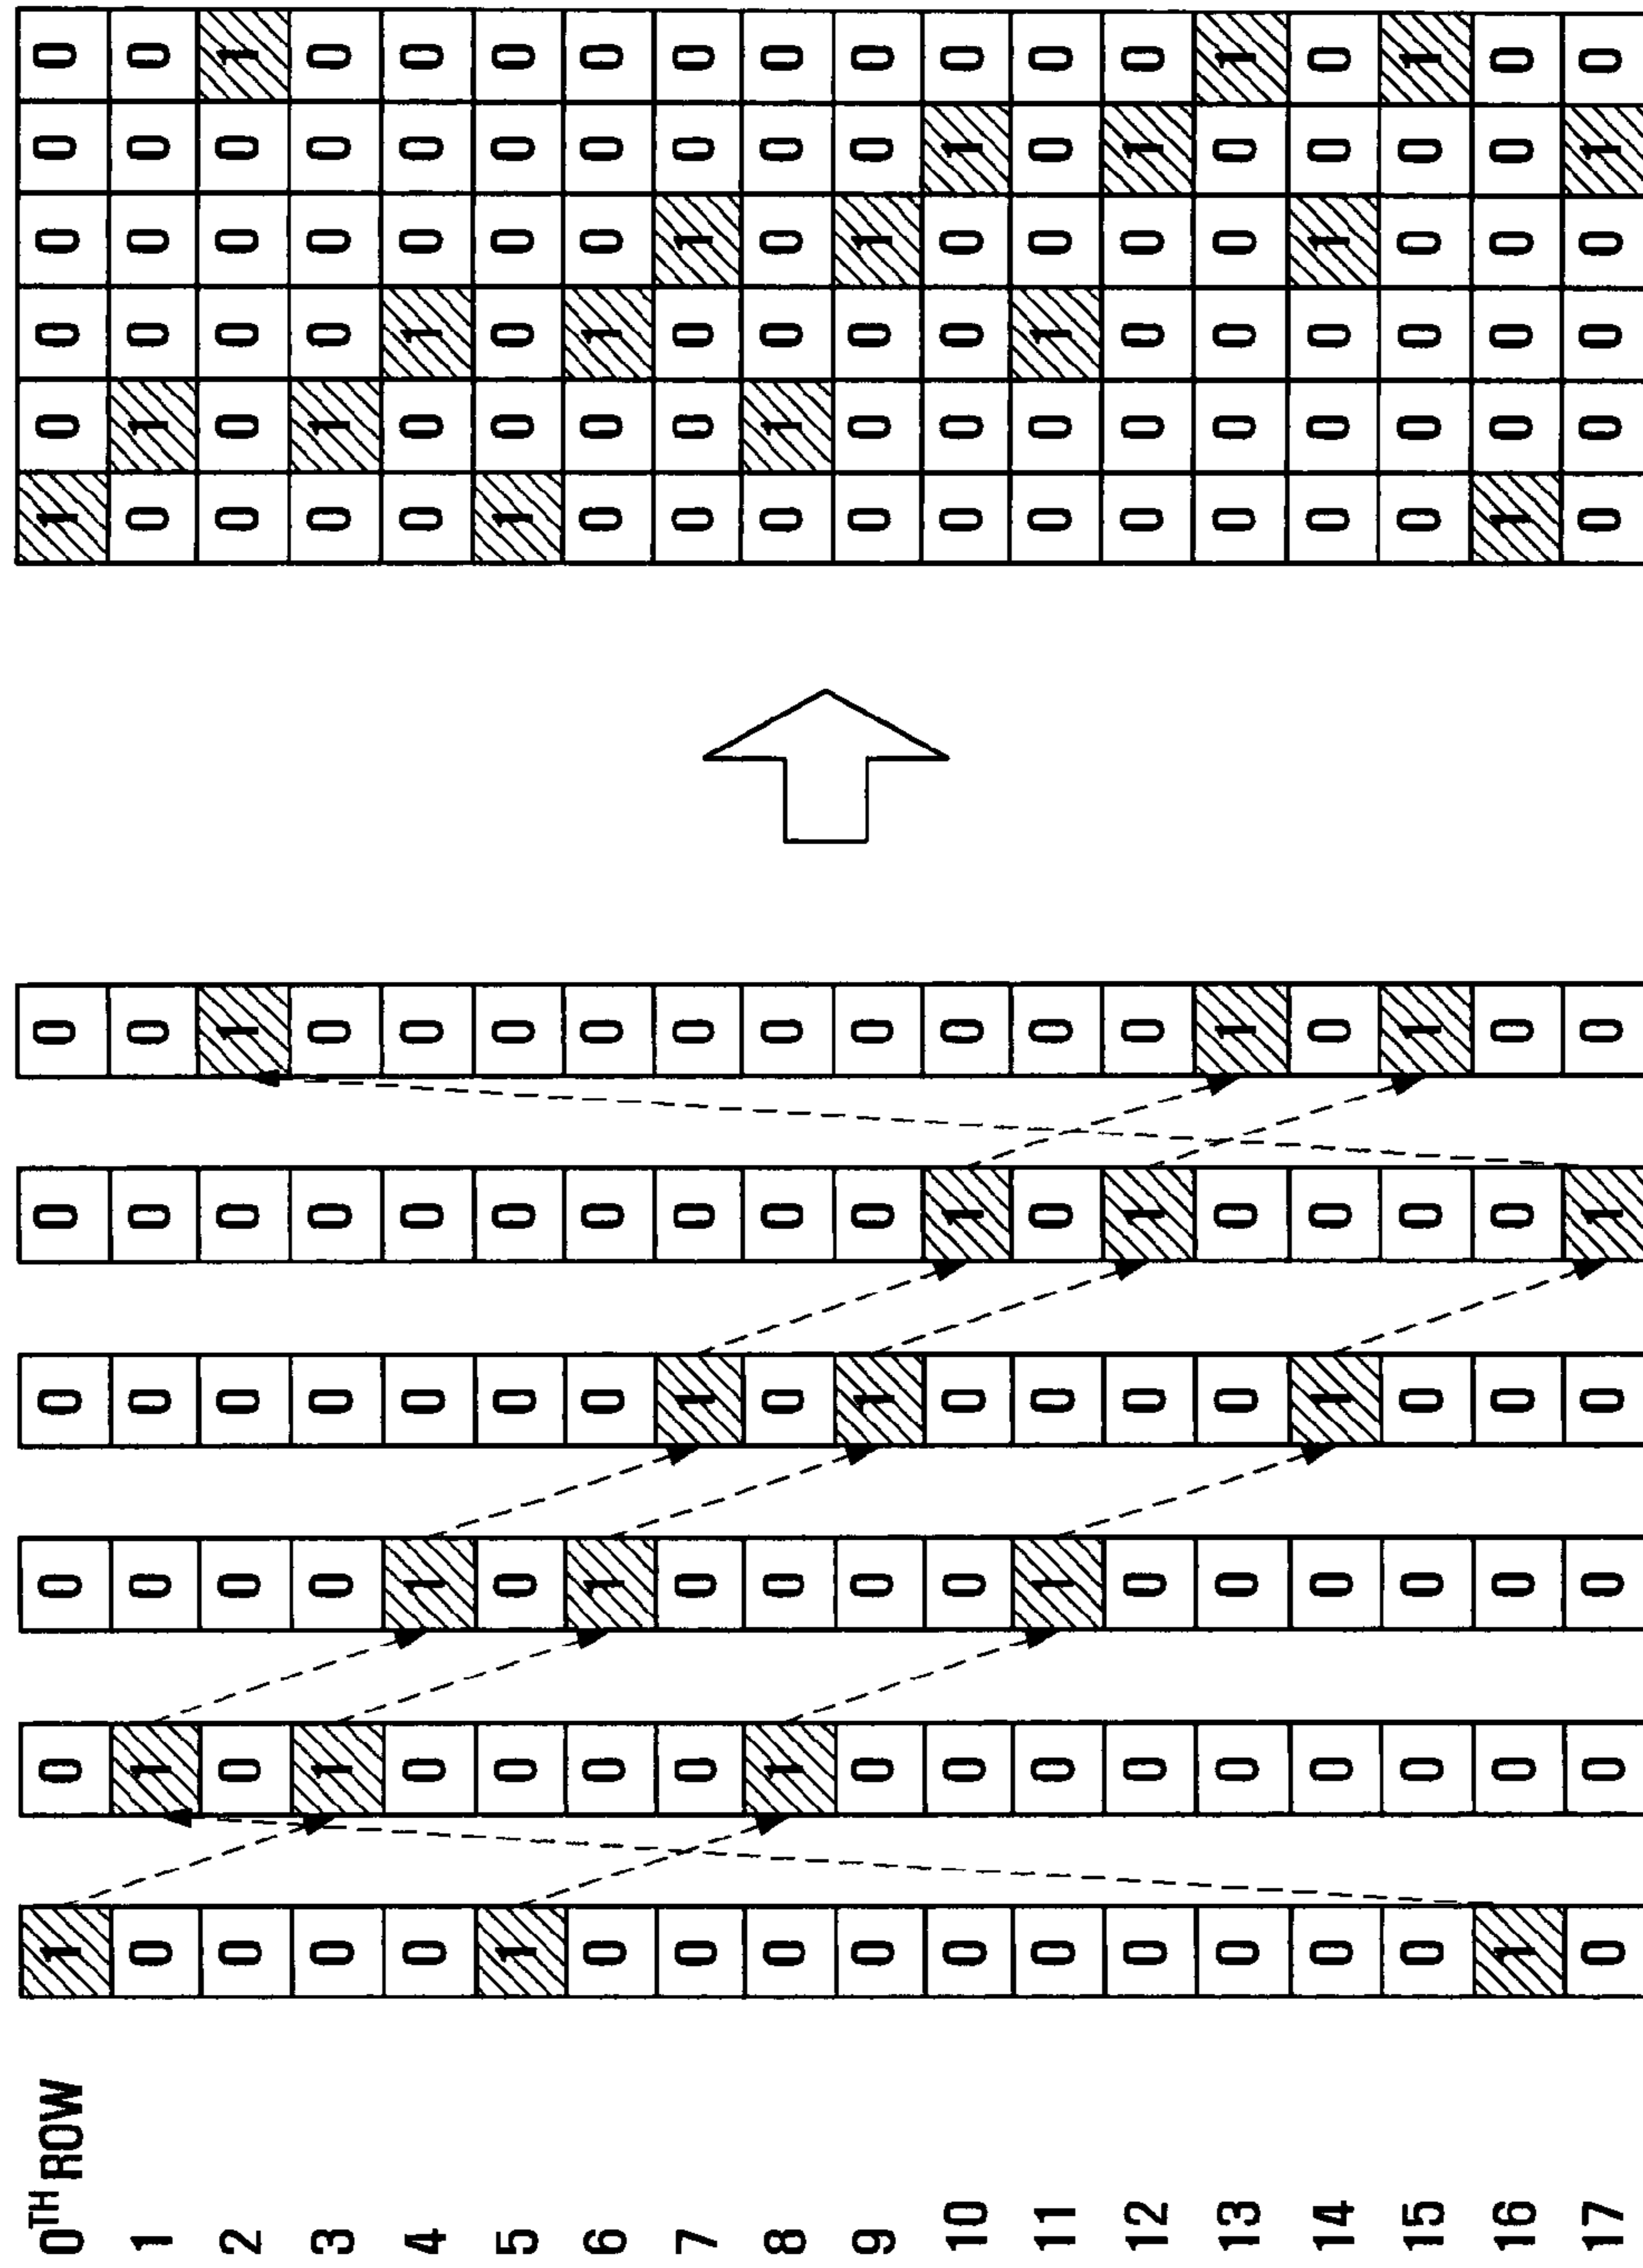 0TH ROW 1 0 0 0 0 0 1 0 0 0 0 0
1 0 1 0 0 0 0 0 1 0 0 0 0
2 0 0 0 0 0 1 0 0 0 0 0 1
3 0 1 0 0 0 0 0 1 0 0 0 0
4 0 0 1 0 0 0 0 0 1 0 0 0
5 1 0 0 0 0 0 1 0 0 0 0 0
6 0 0 1 0 0 0 0 0 1 0 0 0
7 0 0 0 1 0 0 0 0 0 1 0 0
8 0 1 0 0 0 0 0 1 0 0 0 0
9 0 0 0 1 0 0 0 0 0 1 0 0
10 0 0 0 0 1 0 0 0 0 0 1 0
11 0 0 1 0 0 0 0 0 1 0 0 0
12 0 0 0 0 1 0 0 0 0 0 1 0
13 0 0 0 0 0 1 0 0 0 0 0 1
14 0 0 0 1 0 0 0 0 0 1 0 0
15 0 0 0 0 0 1 0 0 0 0 0 1
16 1 0 0 0 0 0 1 0 0 0 0 0
17 0 0 0 0 1 0 0 0 0 0 1 0